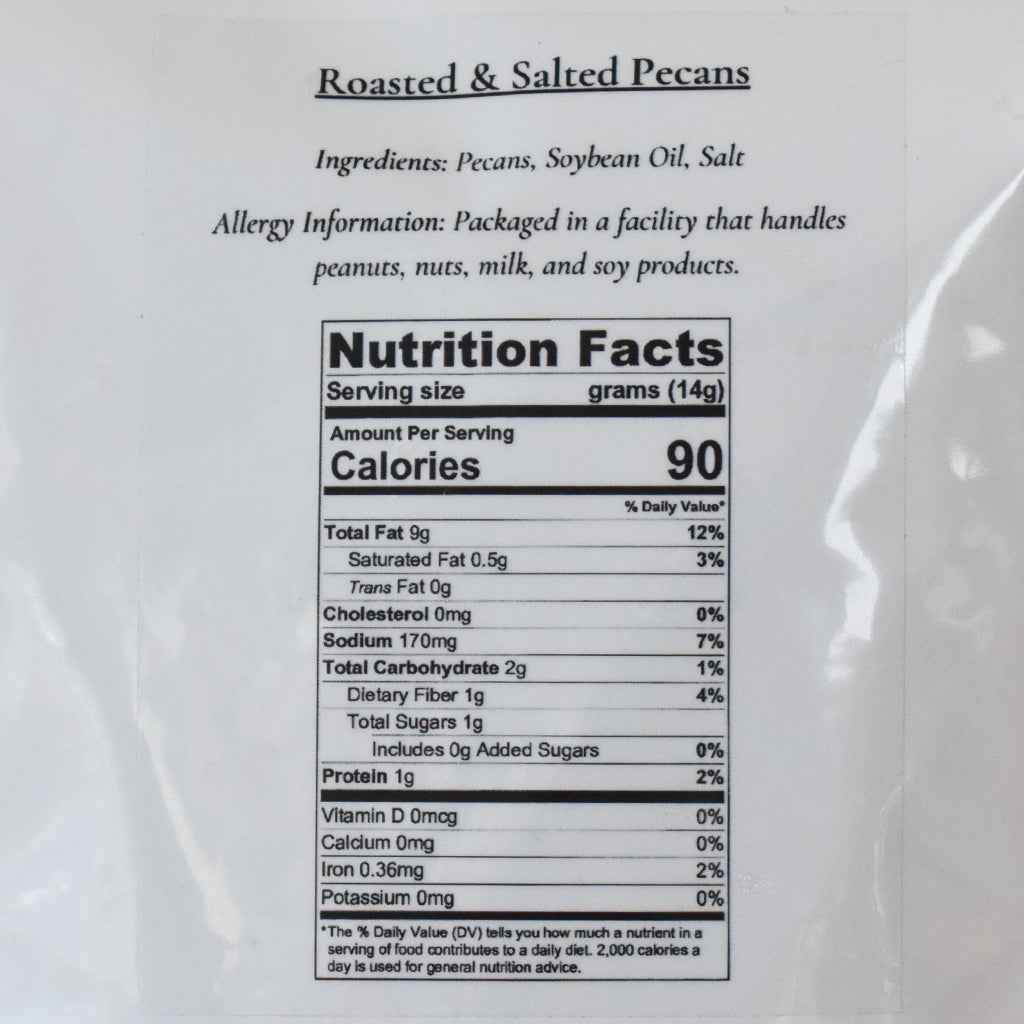 Roasted & Salted Pecans
Ingredients: Pecans, Soybean Oil, Salt
Allergy Information: Packaged in a facility that handles
peanuts, nuts, milk, and soy products.
Nutrition Facts
Serving size grams (14g)
Amount Per Serving
Calories 90
% Daily Value*
Total Fat 9g 12%
Saturated Fat 0.5g 3%
Trans Fat 0g
Cholesterol 0mg 0%
Sodium 170mg 7%
Total Carbohydrate 2g 1%
Dietary Fiber 1g 4%
Total Sugars 1g
Includes 0g Added Sugars 0%
Protein 1g 2%
Vitamin D 0mcg 0%
Calcium 0mg 0%
Iron 0.36mg 2%
Potassium 0mg 0%
*The % Daily Value (DV) tells you how much a nutrient in a
serving of food contributes to a daily diet. 2,000 calories a
day is used for general nutrition advice.